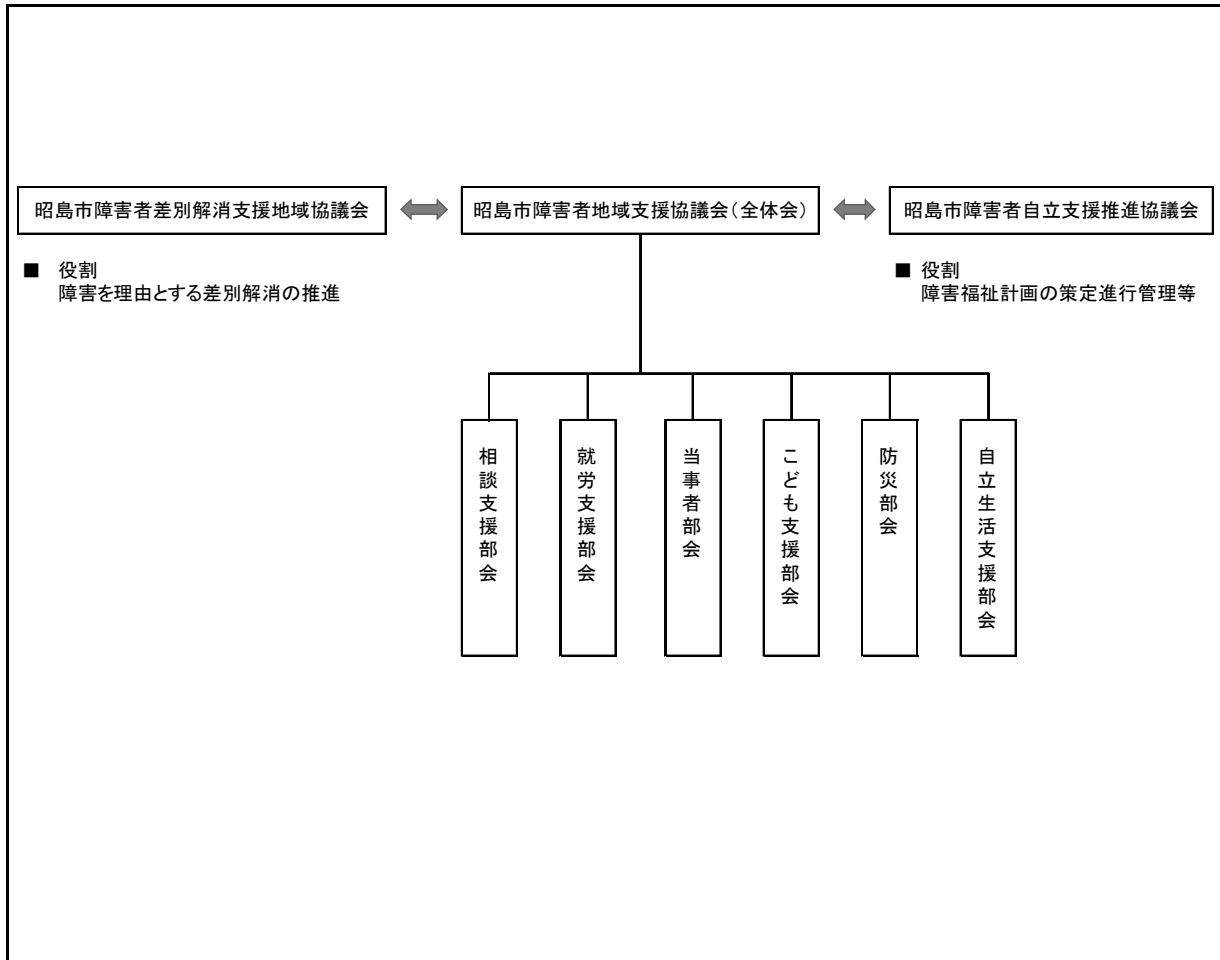 昭島市障害者差別解消支援地域協議会
昭島市障害者地域支援協議会(全体会)
昭島市障害者自立支援推進協議会
■ 役割
障害を理由とする差別解消の推進
■ 役割
障害福祉計画の策定進行管理等
相談支援部会
就労支援部会
当事者部会
こども支援部会
防災部会
自立生活支援部会